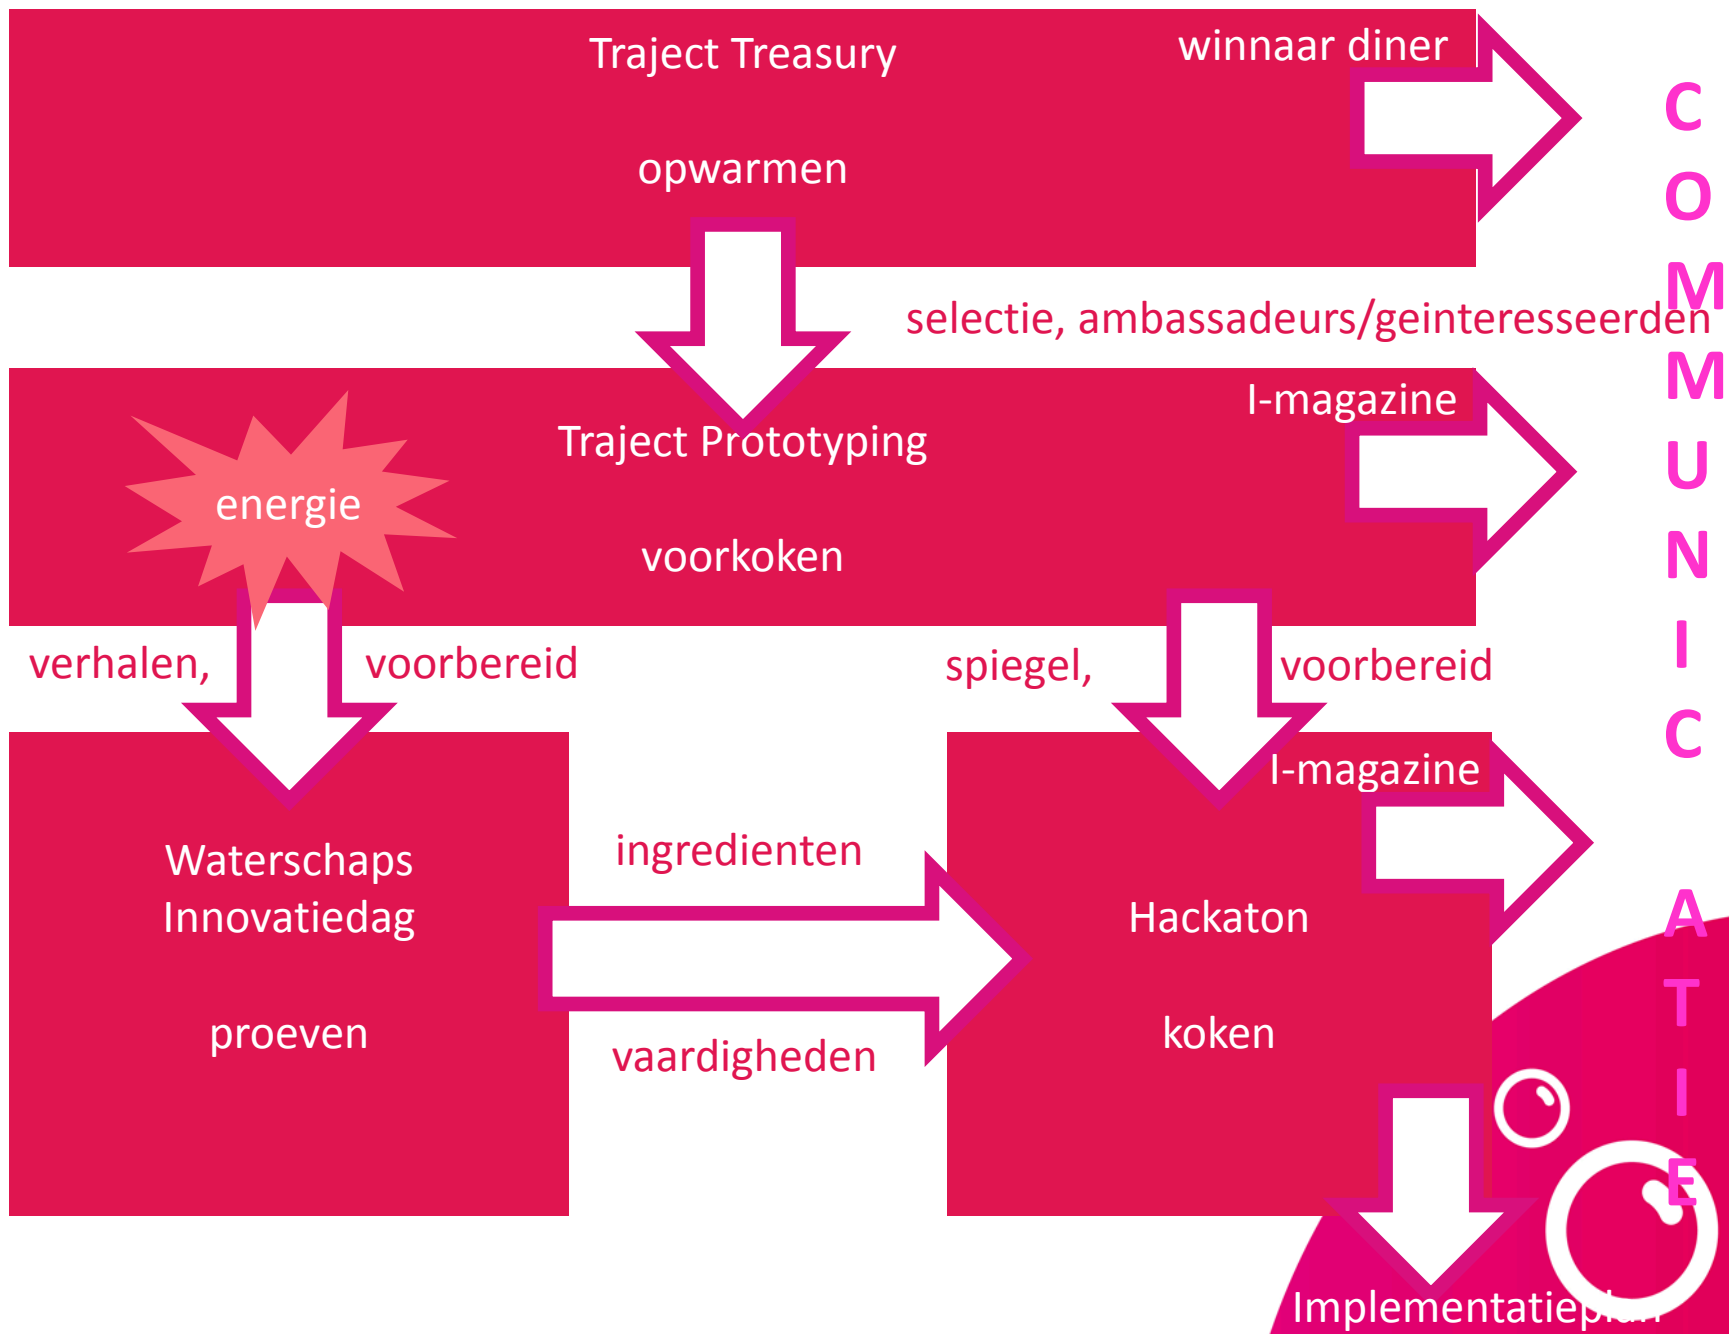 Traject Treasury
winnaar diner
opwarmen
selectie, ambassadeurs/geinteresseerden
I-magazine
Traject Prototyping
energie
voorkoken
verhalen,
voorbereid
spiegel,
voorbereid
I-magazine
Waterschaps
Innovatiedag
proeven
ingredienten
vaardigheden
Hackaton
koken
Implementatieplan
C
O
M
M
U
N
I
C
A
T
I
E